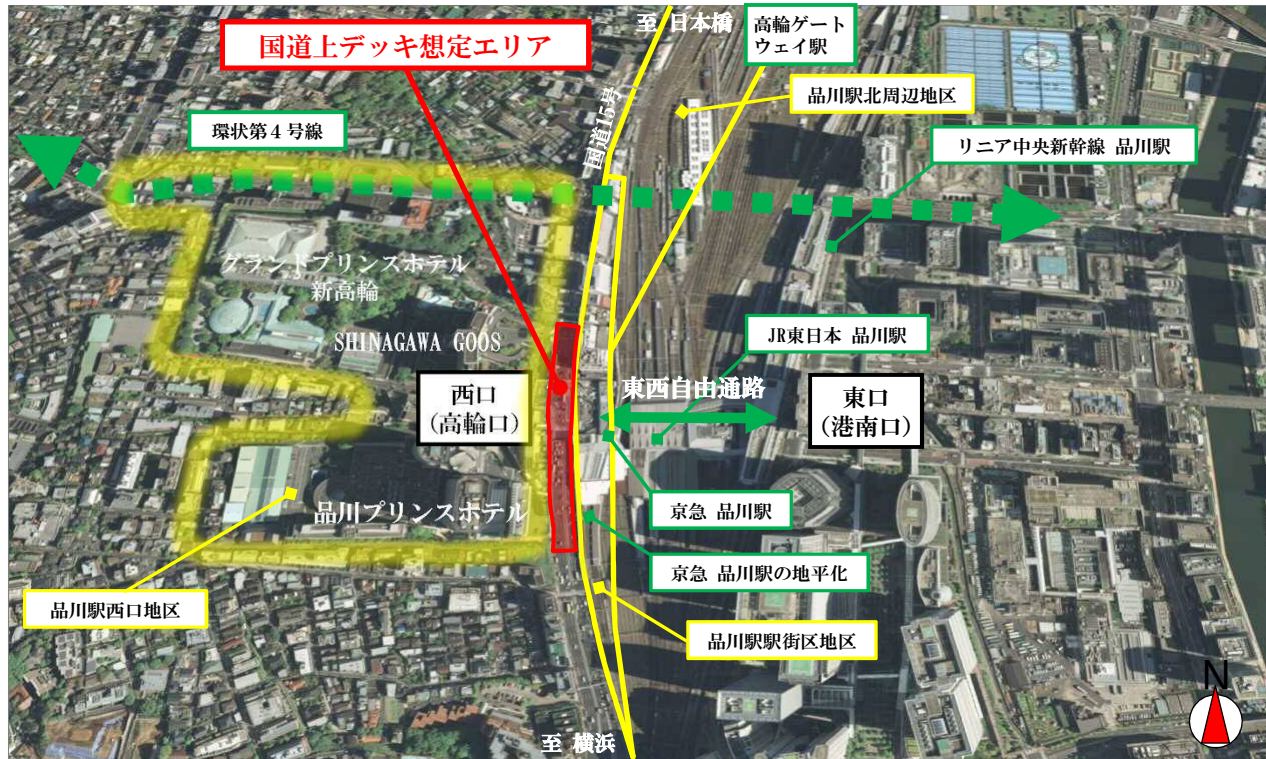 至 日本橋
高輪ゲート
ウェイ駅
国道上デッキ想定エリア
品川駅北周辺地区
国道15号
環状第４号線
リニア中央新幹線 品川駅
グランドプリンスホテル
新高輪
SHINAGAWA GOOS
JR東日本 品川駅
西口
（高輪口）
東西自由通路
東口
（港南口）
品川プリンスホテル
京急 品川駅
京急 品川駅の地平化
品川駅西口地区
品川駅駅街区地区
N
至 横浜